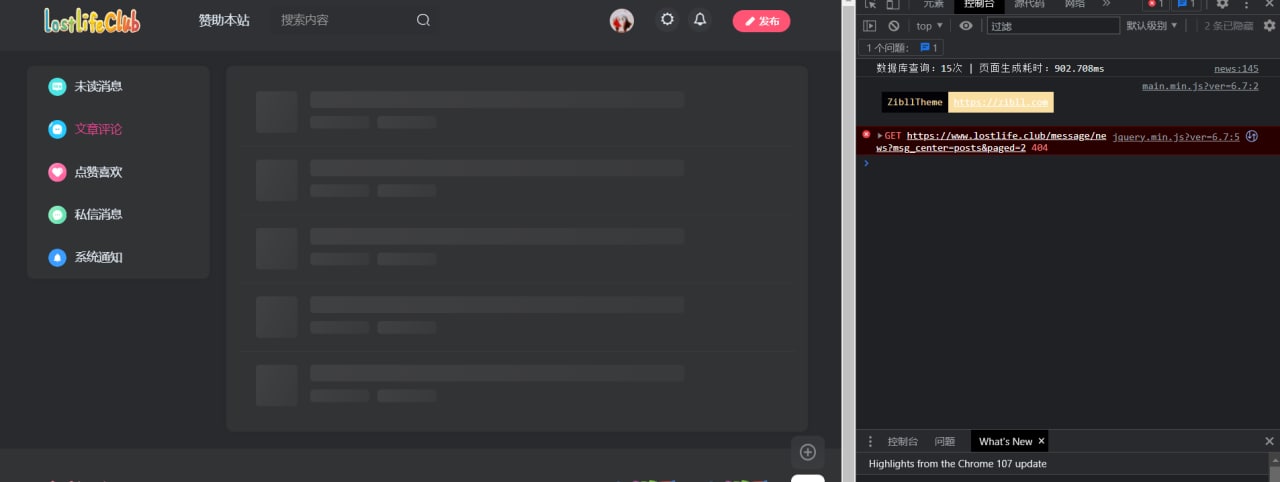 LostlifeClub
赞助本站
搜索内容
发布
元素 控制台 源代码 网络 » 1 1
top 过滤 默认级别 2 条已隐藏
1 个问题: 1
未读消息
文章评论
点赞喜欢
私信消息
系统通知
数据库查询：15次 | 页面生成耗时：902.708ms news:145
main.min.js?ver=6.7:2
ZibllTheme https://zibll.com
GET https://www.lostlife.club/message/ne jquery.min.js?ver=6.7:5
ws?msg_center=posts&paged=2 404
控制台 问题 What's New ×
Highlights from the Chrome 107 update